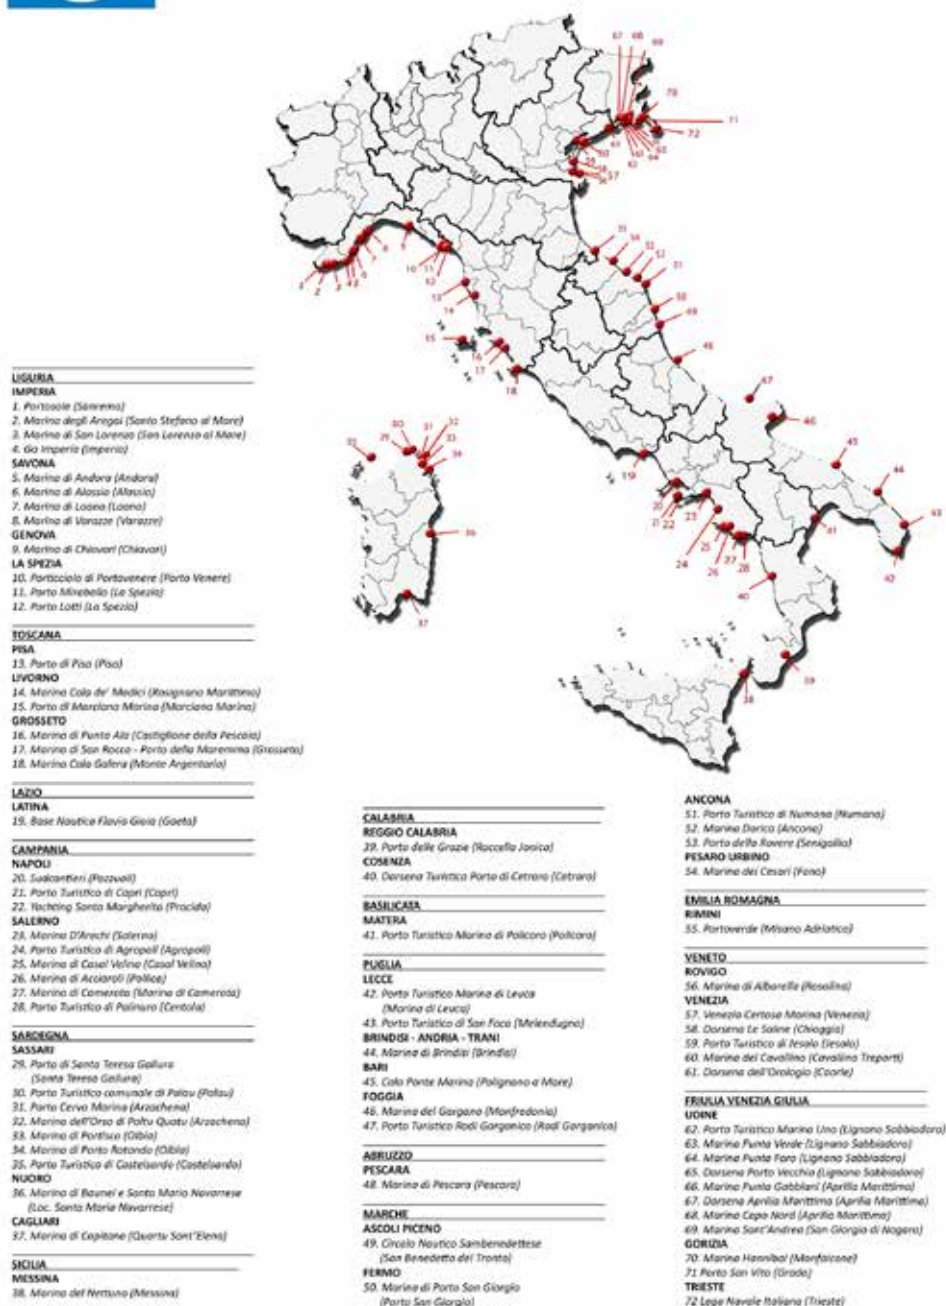 LIGURIA
IMPERIA
1. Portosole (Sanremo)
2. Marina degli Aregai (Santo Stefano al Mare)
3. Marina di San Lorenzo (San Lorenzo al Mare)
4. Go Imperia (Imperia)
SAVONA
5. Marina di Andora (Andora)
6. Marina di Alassio (Alassio)
7. Marina di Loano (Loano)
8. Marina di Varazze (Varazze)
GENOVA
9. Marina di Chiavari (Chiavari)
LA SPEZIA
10. Porticciolo di Portovenere (Porto Venere)
11. Porto Mirabello (La Spezia)
12. Porto Lotti (La Spezia)
TOSCANA
PISA
13. Porto di Pisa (Pisa)
LIVORNO
14. Marina Cala de' Medici (Rosignano Marittimo)
15. Porto di Marciana Marina (Marciana Marina)
GROSSETO
16. Marina di Punta Ala (Castiglione della Pescaia)
17. Marina di San Rocco - Porto della Maremma (Grosseto)
18. Marina Cala Galera (Monte Argentario)
LAZIO
LATINA
19. Base Nautica Flavio Gioia (Gaeta)
CAMPANIA
NAPOLI
20. Sudcantieri (Pozzuoli)
21. Porto Turistico di Capri (Capri)
22. Yachting Santa Margherita (Procida)
SALERNO
23. Marina D'Arechi (Salerno)
24. Porto Turistico di Agropoli (Agropoli)
25. Marina di Casal Velino (Casal Velino)
26. Marina di Acciaroli (Pollica)
27. Marina di Camerota (Marina di Camerota)
28. Porto Turistico di Palinuro (Centola)
SARDEGNA
SASSARI
29. Porto di Santa Teresa Gallura
(Santa Teresa Gallura)
30. Porto Turistico comunale di Palau (Palau)
31. Porto Cervo Marina (Arzachena)
32. Marina dell'Orso di Poltu Quatu (Arzachena)
33. Marina di Portisco (Olbia)
34. Marina di Porto Rotondo (Olbia)
35. Porto Turistico di Castelsardo (Castelsardo)
NUORO
36. Marina di Baunei e Santa Maria Navarrese
(Loc. Santa Maria Navarrese)
CAGLIARI
37. Marina di Capitana (Quartu Sant'Elena)
SICILIA
MESSINA
38. Marina del Nettuno (Messina)
CALABRIA
REGGIO CALABRIA
39. Porto delle Grazie (Roccella Jonica)
COSENZA
40. Darsena Turistica Porto di Cetraro (Cetraro)
BASILICATA
MATERA
41. Porto Turistico Marina di Policoro (Policoro)
PUGLIA
LECCE
42. Porto Turistico Marina di Leuca
(Marina di Leuca)
43. Porto Turistico di San Foca (Melendugno)
BRINDISI - ANDRIA - TRANI
44. Marina di Brindisi (Brindisi)
BARI
45. Cala Ponte Marina (Polignano a Mare)
FOGGIA
46. Marina del Gargano (Manfredonia)
47. Porto Turistico Rodi Garganico (Rodi Garganico)
ABRUZZO
PESCARA
48. Marina di Pescara (Pescara)
MARCHE
ASCOLI PICENO
49. Circolo Nautico Sambenedettese
(San Benedetto del Tronto)
FERMO
50. Marina di Porto San Giorgio
(Porto San Giorgio)
ANCONA
51. Porto Turistico di Numana (Numana)
52. Marina Dorica (Ancona)
53. Porto della Rovere (Senigallia)
PESARO URBINO
54. Marina dei Cesari (Fano)
EMILIA ROMAGNA
RIMINI
55. Portoverde (Misano Adriatico)
VENETO
ROVIGO
56. Marina di Albarella (Rosolina)
VENEZIA
57. Venezia Certosa Marina (Venezia)
58. Darsena Le Saline (Chioggia)
59. Porto Turistico di Jesolo (Jesolo)
60. Marina del Cavallino (Cavallino Treporti)
61. Darsena dell'Orologio (Caorle)
FRIULIA VENEZIA GIULIA
UDINE
62. Porto Turistico Marina Uno (Lignano Sabbiadoro)
63. Marina Punta Verde (Lignano Sabbiadoro)
64. Marina Punta Faro (Lignano Sabbiadoro)
65. Darsena Porto Vecchio (Lignano Sabbiadoro)
66. Marina Punta Gabbiani (Aprilia Marittima)
67. Darsena Aprilia Marittima (Aprilia Marittima)
68. Marina Capo Nord (Aprilia Marittima)
69. Marina Sant'Andrea (San Giorgio di Nogaro)
GORIZIA
70. Marina Hannibal (Monfalcone)
71 Porto San Vito (Grado)
TRIESTE
72 Lega Navale Italiana (Trieste)